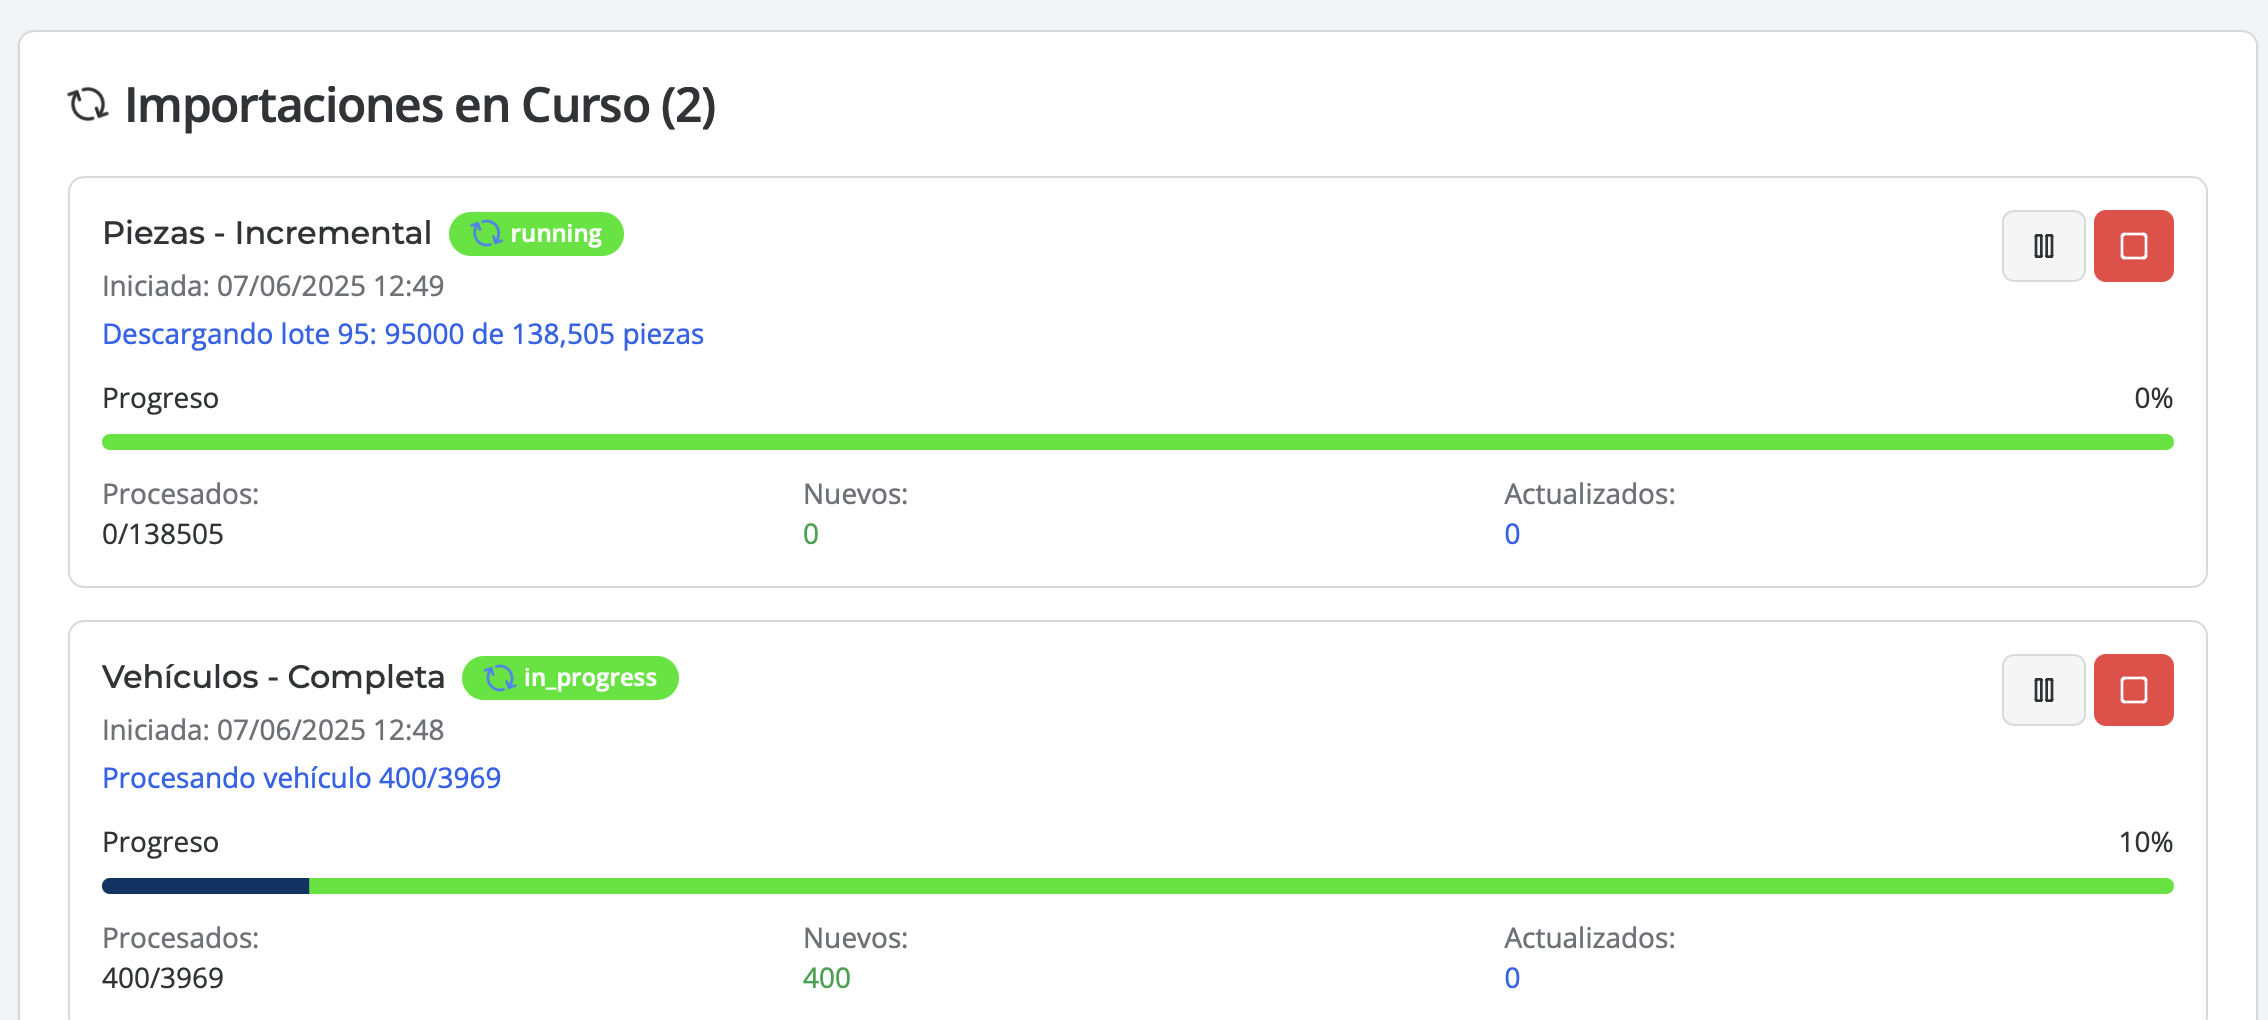 Importaciones en Curso (2)
Piezas - Incremental running
Iniciada: 07/06/2025 12:49
Descargando lote 95: 95000 de 138,505 piezas
Progreso 0%
Procesados: Nuevos: Actualizados:
0/138505 0 0
Vehículos - Completa in_progress
Iniciada: 07/06/2025 12:48
Procesando vehículo 400/3969
Progreso 10%
Procesados: Nuevos: Actualizados:
400/3969 400 0